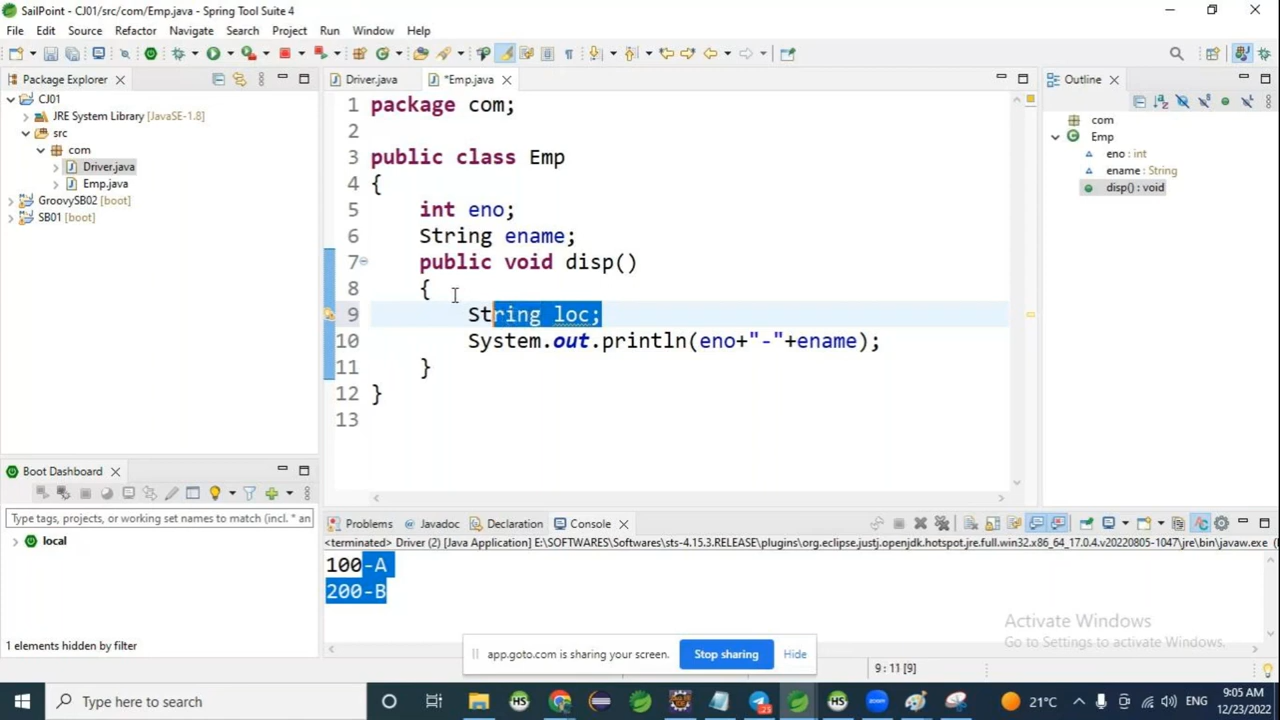 SailPoint - CJ01/src/com/Emp.java - Spring Tool Suite 4
File Edit Source Refactor Navigate Search Project Run Window Help
Package Explorer
CJ01
JRE System Library [JavaSE-1.8]
src
com
Driver.java
Emp.java
GroovySB02 [boot]
SB01 [boot]
Driver.java *Emp.java
1 package com;
2
3 public class Emp
4 {
5 int eno;
6 String ename;
7 public void disp()
8 {
9 String loc;
10 System.out.println(eno+"-"+ename);
11 }
12 }
13
Outline
com
Emp
eno : int
ename : String
disp() : void
Boot Dashboard
Type tags, projects, or working set names to match (incl. * an
local
1 elements hidden by filter
Problems Javadoc Declaration Console
<terminated> Driver (2) [Java Application] E:\SOFTWARES\Softwares\sts-4.15.3.RELEASE\plugins\org.eclipse.justj.openjdk.hotspot.jre.full.win32.x86_64_17.0.4.v20220805-1047\jre\bin\javaw.exe
100-A
200-B
Activate Windows
Go to Settings to activate Windows.
app.goto.com is sharing your screen. Stop sharing Hide
9 : 11 [9]
Type here to search
HS
HS
zoom
21°C
ENG
9:05 AM
12/23/2022